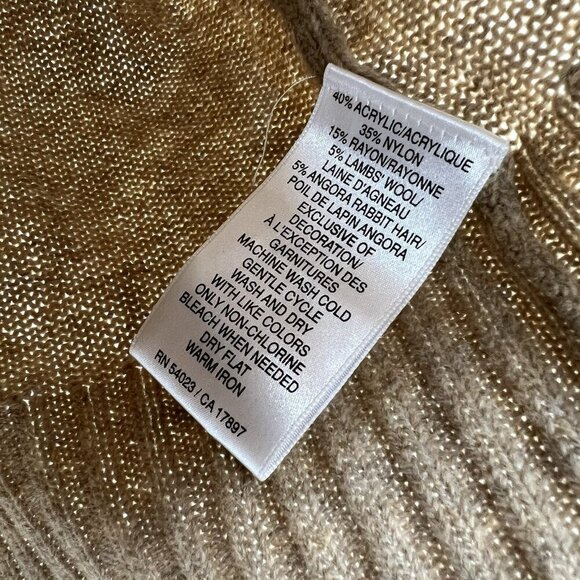 40% ACRYLIC/ACRYLIQUE
35% NYLON
15% RAYON/RAYONNE
5% LAMBS' WOOL/
LAINE D'AGNEAU
5% ANGORA RABBIT HAIR/
POIL DE LAPIN ANGORA
EXCLUSIVE OF
DECORATION/
À L'EXCEPTION DES
GARNITURES
MACHINE WASH COLD
GENTLE CYCLE
WASH AND DRY
WITH LIKE COLORS
ONLY NON-CHLORINE
BLEACH WHEN NEEDED
DRY FLAT
WARM IRON
RN 54023 / CA 17897